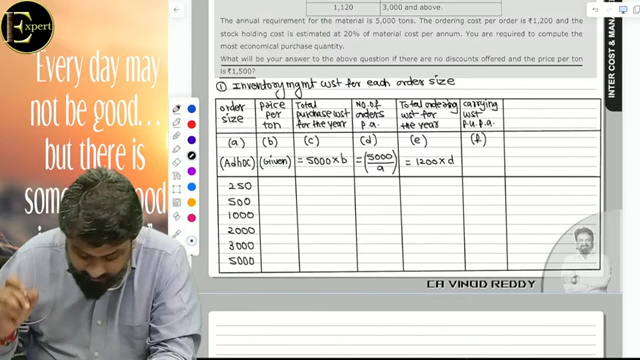 Expert
Every day may
not be good...
but there is
1,120 3,000 and above.
The annual requirement for the material is 5,000 tons. The ordering cost per order is ₹1,200 and the
stock holding cost is estimated at 20% of material cost per annum. You are required to compute the
most economical purchase quantity.
What will be your answer to the above question if there are no discounts offered and the price per ton
is ₹1,500?
INTER COST & MANA
① Inventory mgmt cost for each order size
order size
price per ton
Total purchase cost for the year
No. of orders p.a.
Total ordering cost for the year
carrying cost p.u.p.a.
(a) (b) (c) (d) (e) (f)
(Adhoc) (Given) = 5000 × b = (5000/a) = 1200 × d
250
500
1000
2000
3000
5000
CA VINOD REDDY